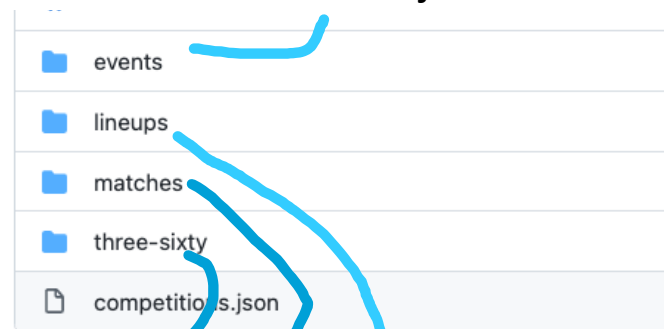 events
lineups
matches
three-sixty
competitions.json